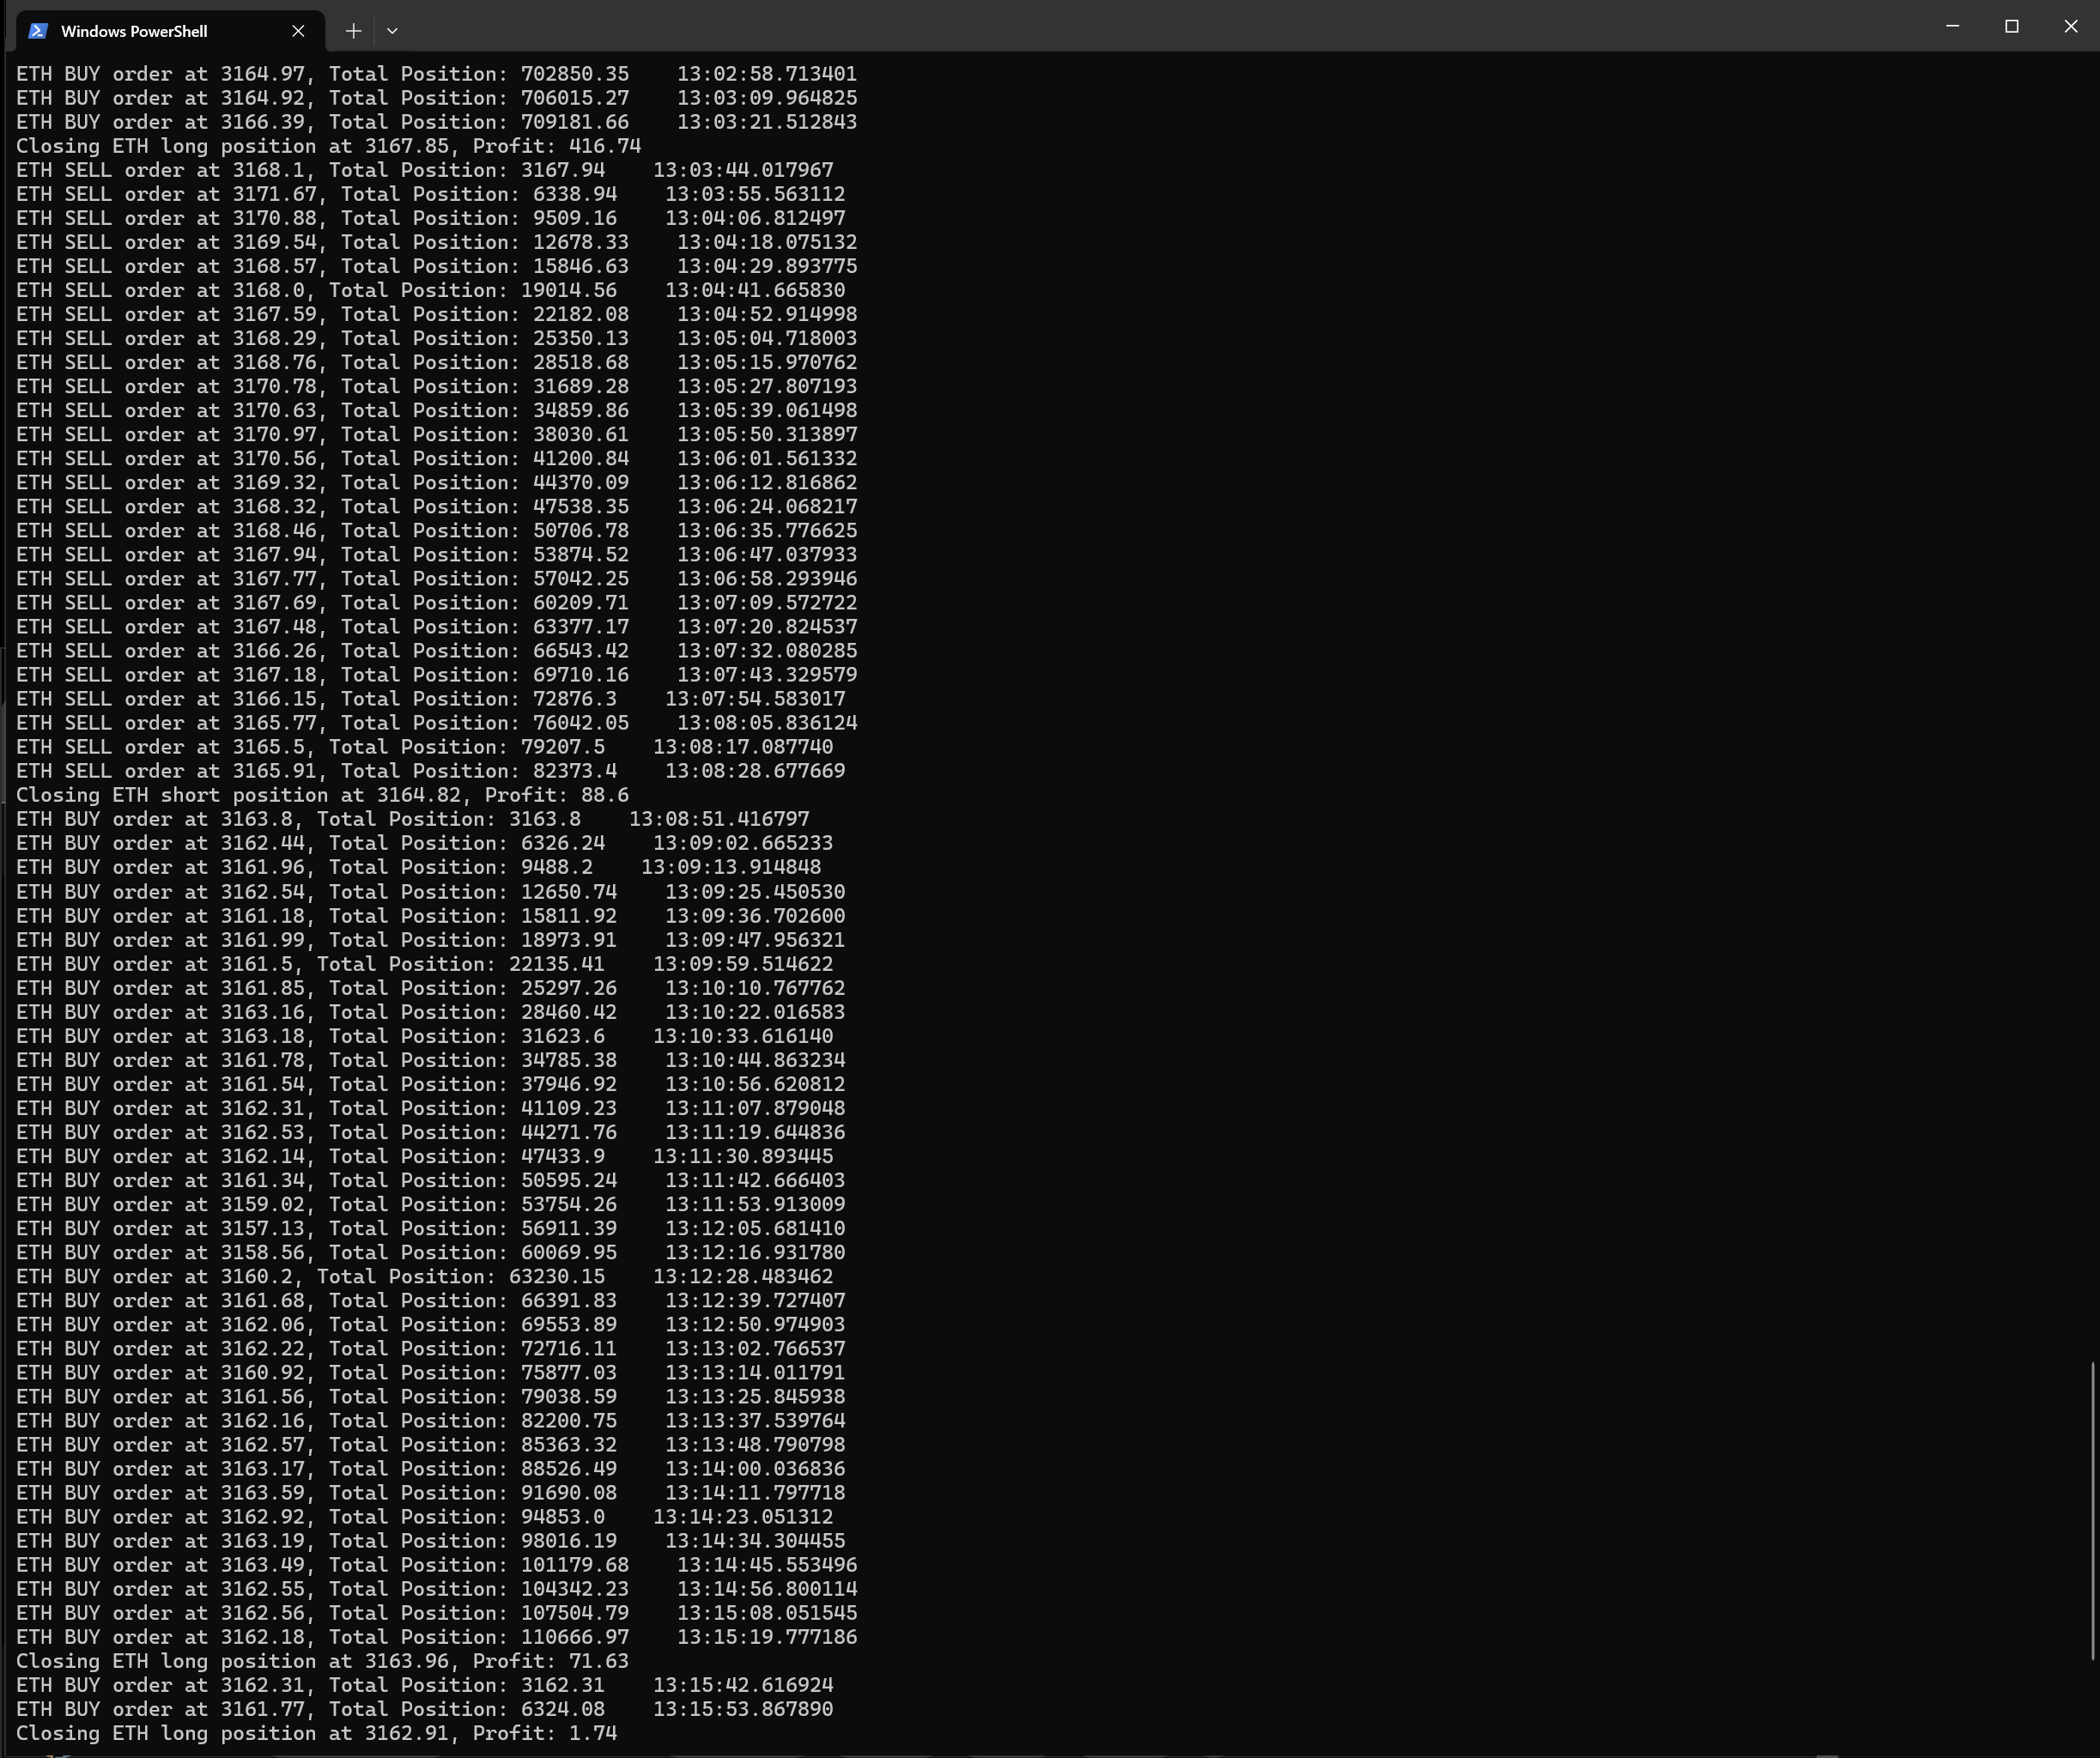 Windows PowerShell
ETH BUY order at 3164.97, Total Position: 702850.35    13:02:58.713401
ETH BUY order at 3164.92, Total Position: 706015.27    13:03:09.964825
ETH BUY order at 3166.39, Total Position: 709181.66    13:03:21.512843
Closing ETH long position at 3167.85, Profit: 416.74
ETH SELL order at 3168.1, Total Position: 3167.94    13:03:44.017967
ETH SELL order at 3171.67, Total Position: 6338.94    13:03:55.563112
ETH SELL order at 3170.88, Total Position: 9509.16    13:04:06.812497
ETH SELL order at 3169.54, Total Position: 12678.33    13:04:18.075132
ETH SELL order at 3168.57, Total Position: 15846.63    13:04:29.893775
ETH SELL order at 3168.0, Total Position: 19014.56    13:04:41.665830
ETH SELL order at 3167.59, Total Position: 22182.08    13:04:52.914998
ETH SELL order at 3168.29, Total Position: 25350.13    13:05:04.718003
ETH SELL order at 3168.76, Total Position: 28518.68    13:05:15.970762
ETH SELL order at 3170.78, Total Position: 31689.28    13:05:27.807193
ETH SELL order at 3170.63, Total Position: 34859.86    13:05:39.061498
ETH SELL order at 3170.97, Total Position: 38030.61    13:05:50.313897
ETH SELL order at 3170.56, Total Position: 41200.84    13:06:01.561332
ETH SELL order at 3169.32, Total Position: 44370.09    13:06:12.816862
ETH SELL order at 3168.32, Total Position: 47538.35    13:06:24.068217
ETH SELL order at 3168.46, Total Position: 50706.78    13:06:35.776625
ETH SELL order at 3167.94, Total Position: 53874.52    13:06:47.037933
ETH SELL order at 3167.77, Total Position: 57042.25    13:06:58.293946
ETH SELL order at 3167.69, Total Position: 60209.71    13:07:09.572722
ETH SELL order at 3167.48, Total Position: 63377.17    13:07:20.824537
ETH SELL order at 3166.26, Total Position: 66543.42    13:07:32.080285
ETH SELL order at 3167.18, Total Position: 69710.16    13:07:43.329579
ETH SELL order at 3166.15, Total Position: 72876.3    13:07:54.583017
ETH SELL order at 3165.77, Total Position: 76042.05    13:08:05.836124
ETH SELL order at 3165.5, Total Position: 79207.5    13:08:17.087740
ETH SELL order at 3165.91, Total Position: 82373.4    13:08:28.677669
Closing ETH short position at 3164.82, Profit: 88.6
ETH BUY order at 3163.8, Total Position: 3163.8    13:08:51.416797
ETH BUY order at 3162.44, Total Position: 6326.24    13:09:02.665233
ETH BUY order at 3161.96, Total Position: 9488.2    13:09:13.914848
ETH BUY order at 3162.54, Total Position: 12650.74    13:09:25.450530
ETH BUY order at 3161.18, Total Position: 15811.92    13:09:36.702600
ETH BUY order at 3161.99, Total Position: 18973.91    13:09:47.956321
ETH BUY order at 3161.5, Total Position: 22135.41    13:09:59.514622
ETH BUY order at 3161.85, Total Position: 25297.26    13:10:10.767762
ETH BUY order at 3163.16, Total Position: 28460.42    13:10:22.016583
ETH BUY order at 3163.18, Total Position: 31623.6    13:10:33.616140
ETH BUY order at 3161.78, Total Position: 34785.38    13:10:44.863234
ETH BUY order at 3161.54, Total Position: 37946.92    13:10:56.620812
ETH BUY order at 3162.31, Total Position: 41109.23    13:11:07.879048
ETH BUY order at 3162.53, Total Position: 44271.76    13:11:19.644836
ETH BUY order at 3162.14, Total Position: 47433.9    13:11:30.893445
ETH BUY order at 3161.34, Total Position: 50595.24    13:11:42.666403
ETH BUY order at 3159.02, Total Position: 53754.26    13:11:53.913009
ETH BUY order at 3157.13, Total Position: 56911.39    13:12:05.681410
ETH BUY order at 3158.56, Total Position: 60069.95    13:12:16.931780
ETH BUY order at 3160.2, Total Position: 63230.15    13:12:28.483462
ETH BUY order at 3161.68, Total Position: 66391.83    13:12:39.727407
ETH BUY order at 3162.06, Total Position: 69553.89    13:12:50.974903
ETH BUY order at 3162.22, Total Position: 72716.11    13:13:02.766537
ETH BUY order at 3160.92, Total Position: 75877.03    13:13:14.011791
ETH BUY order at 3161.56, Total Position: 79038.59    13:13:25.845938
ETH BUY order at 3162.16, Total Position: 82200.75    13:13:37.539764
ETH BUY order at 3162.57, Total Position: 85363.32    13:13:48.790798
ETH BUY order at 3163.17, Total Position: 88526.49    13:14:00.036836
ETH BUY order at 3163.59, Total Position: 91690.08    13:14:11.797718
ETH BUY order at 3162.92, Total Position: 94853.0    13:14:23.051312
ETH BUY order at 3163.19, Total Position: 98016.19    13:14:34.304455
ETH BUY order at 3163.49, Total Position: 101179.68    13:14:45.553496
ETH BUY order at 3162.55, Total Position: 104342.23    13:14:56.800114
ETH BUY order at 3162.56, Total Position: 107504.79    13:15:08.051545
ETH BUY order at 3162.18, Total Position: 110666.97    13:15:19.777186
Closing ETH long position at 3163.96, Profit: 71.63
ETH BUY order at 3162.31, Total Position: 3162.31    13:15:42.616924
ETH BUY order at 3161.77, Total Position: 6324.08    13:15:53.867890
Closing ETH long position at 3162.91, Profit: 1.74